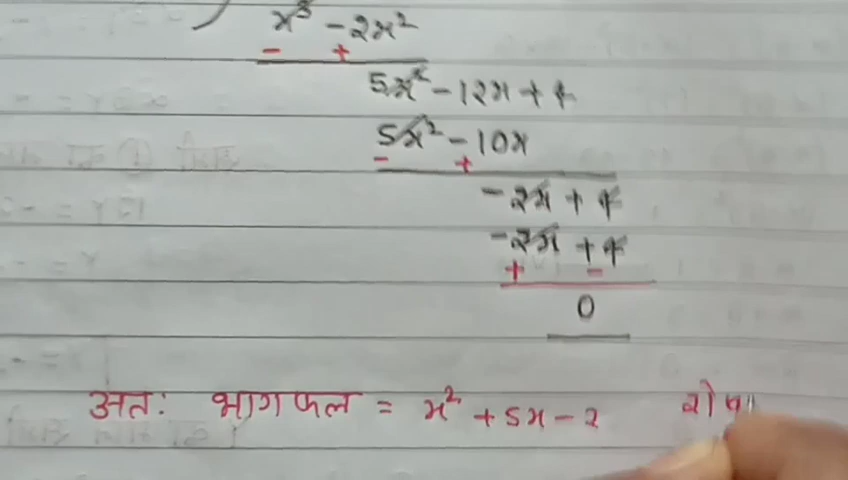 x³ - 2x²
- +
5x² - 12x + 4
5x² - 10x
- +
- 2x + 4
- 2x + 4
+ -
0
अतः भागफल = x² + 5x - 2 शेष